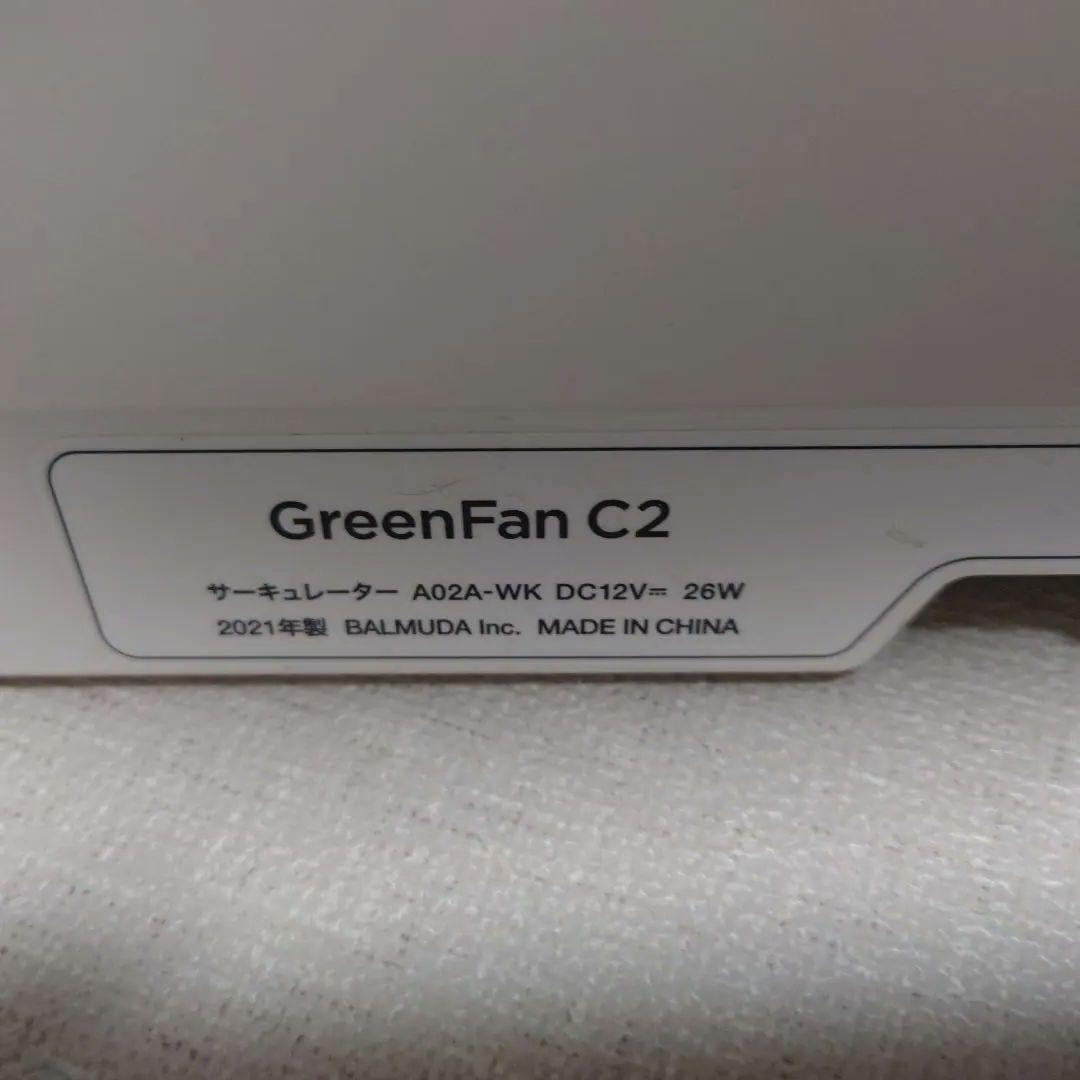 GreenFan C2
サーキュレーター A02A-WK DC12V⎓ 26W
2021年製 BALMUDA Inc. MADE IN CHINA